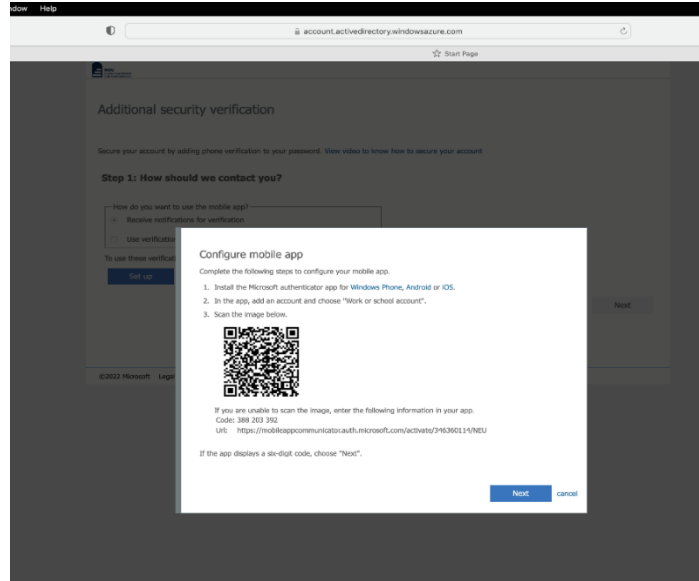 ndow Help
account.activedirectory.windowsazure.com
Start Page
Additional security verification
Secure your account by adding phone verification to your password. View video to know how to secure your account
Step 1: How should we contact you?
How do you want to use the mobile app?
Receive notifications for verification
Use verification
To use these verificati
Set up
Next
©2022 Microsoft Legal
Configure mobile app
Complete the following steps to configure your mobile app.
1. Install the Microsoft authenticator app for Windows Phone, Android or iOS.
2. In the app, add an account and choose "Work or school account".
3. Scan the image below.
If you are unable to scan the image, enter the following information in your app.
Code: 388 203 392
Url: https://mobileappcommunicator.auth.microsoft.com/activate/346360114/NEU
If the app displays a six-digit code, choose "Next".
Next cancel